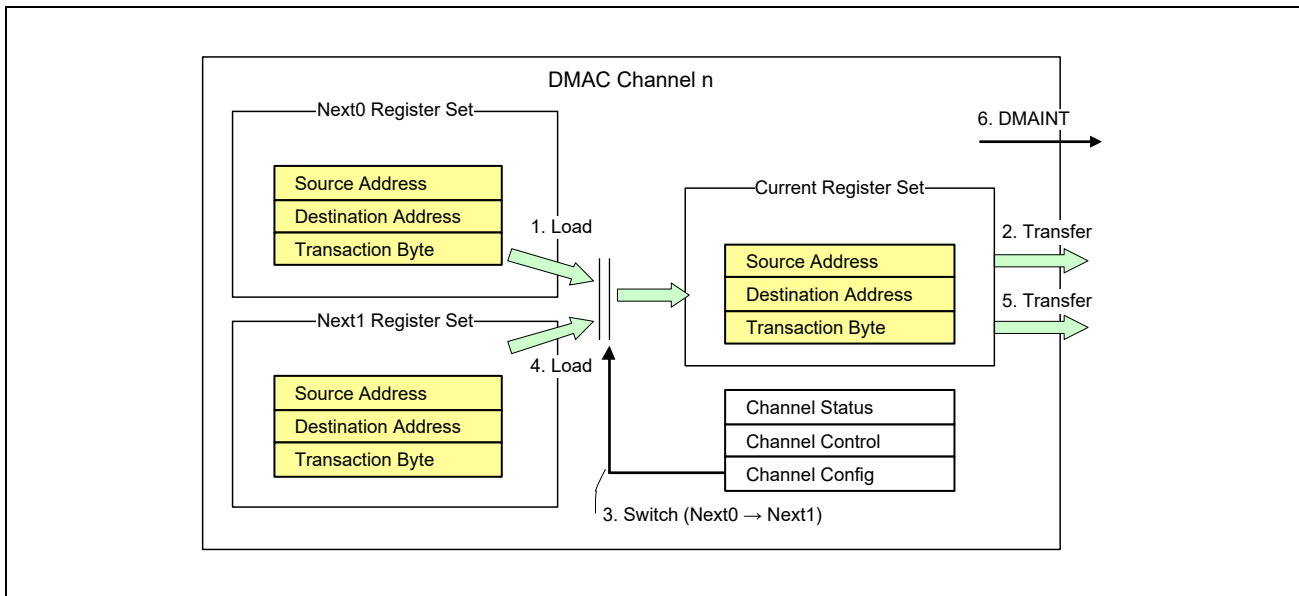 DMAC Channel n
Next0 Register Set
6. DMAINT
Source Address
Destination Address
Transaction Byte
1. Load
Current Register Set
2. Transfer
Source Address
Destination Address
Transaction Byte
5. Transfer
Next1 Register Set
4. Load
Source Address
Destination Address
Transaction Byte
Channel Status
Channel Control
Channel Config
3. Switch (Next0 → Next1)